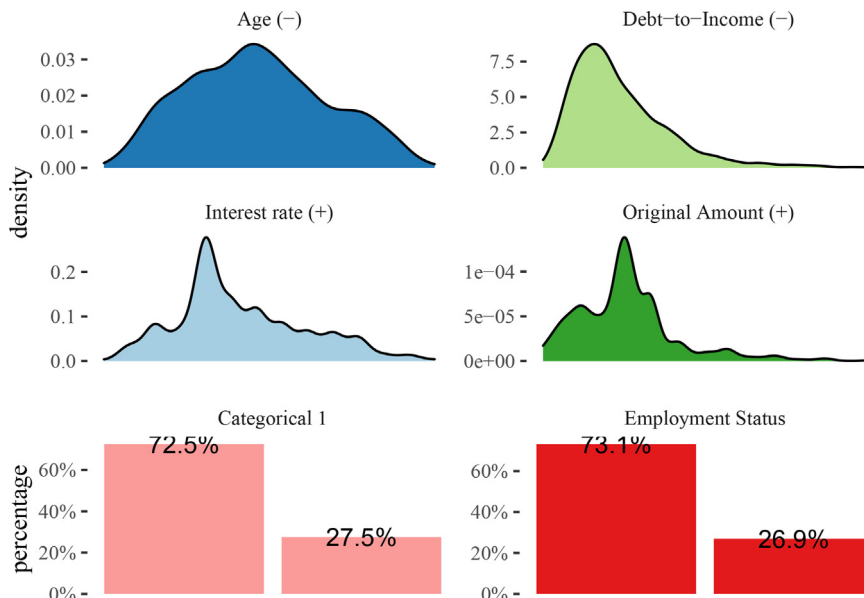 Age (−)
Debt−to−Income (−)
0.03
0.02
0.01
0.00
7.5
5.0
2.5
0.0
density
Interest rate (+)
Original Amount (+)
0.2
0.1
0.0
1e−04
5e−05
0e+00
Categorical 1
Employment Status
percentage
60%
40%
20%
0%
72.5%
27.5%
60%
40%
20%
0%
73.1%
26.9%